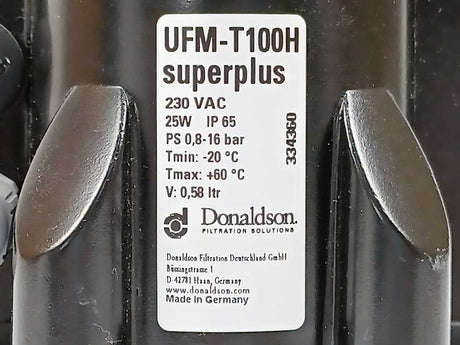 UFM-T100H
superplus
230 VAC
25W IP 65
PS 0,8-16 bar
Tmin: -20 °C
Tmax: +60 °C
V: 0,58 ltr
334360
Donaldson.
FILTRATION SOLUTIONS
Donaldson Filtration Deutschland GmbH
Büssingstrasse 1
D-42781 Haan, Germany
www.donaldson.com
Made in Germany